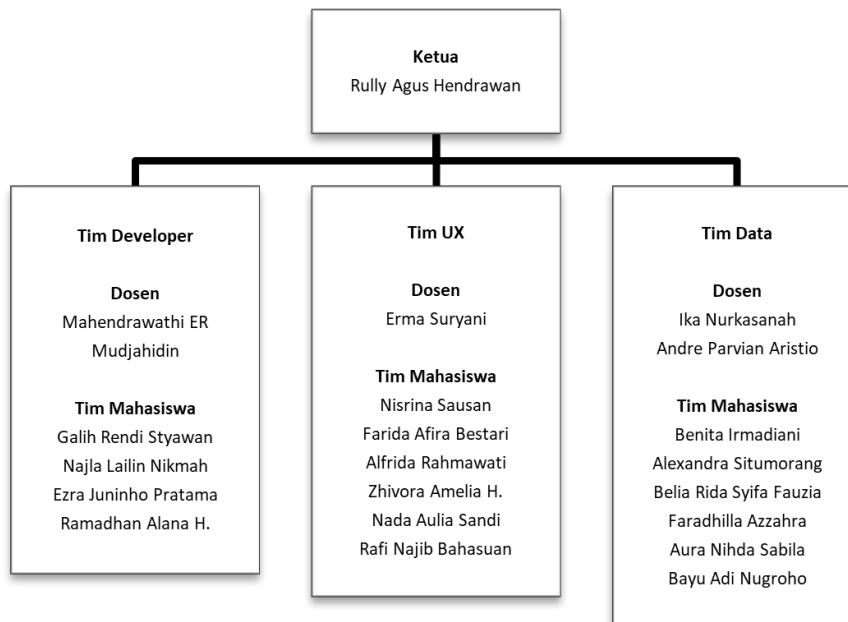 Ketua
Rully Agus Hendrawan
Tim Developer
Dosen
Mahendrawathi ER
Mudjahidin
Tim Mahasiswa
Galih Rendi Styawan
Najla Lailin Nikmah
Ezra Juninho Pratama
Ramadhan Alana H.
Tim UX
Dosen
Erma Suryani
Tim Mahasiswa
Nisrina Sausan
Farida Afira Bestari
Alfrida Rahmawati
Zhivora Amelia H.
Nada Aulia Sandi
Rafi Najib Bahasuan
Tim Data
Dosen
Ika Nurkasanah
Andre Parvian Aristio
Tim Mahasiswa
Benita Irmadiani
Alexandra Situmorang
Belia Rida Syifa Fauzia
Faradhilla Azzahra
Aura Nihda Sabila
Bayu Adi Nugroho